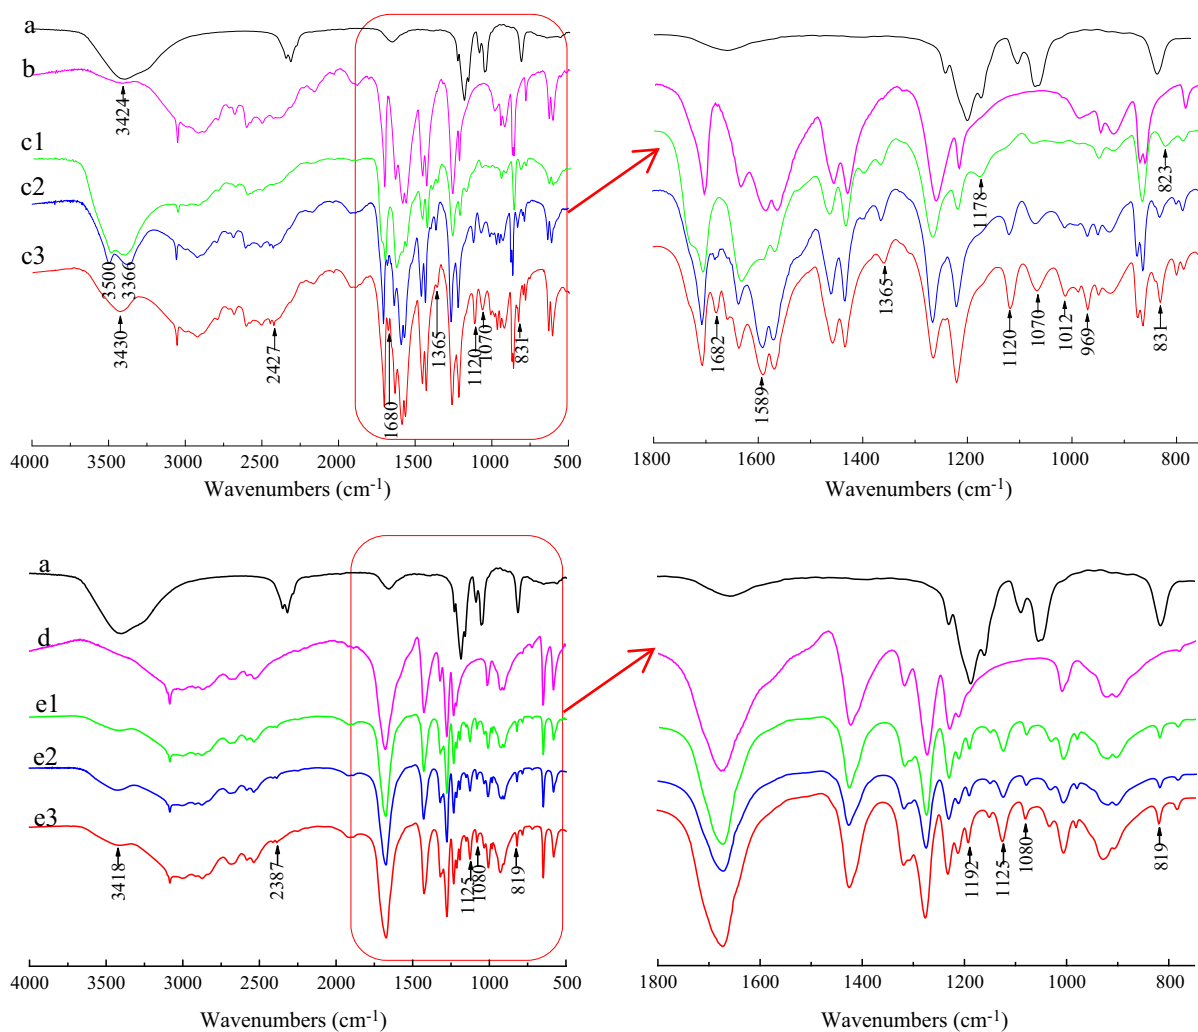 a
b
3424
c1
c2
c3
3500
3366
3430
2427
1680
1365
1120
1070
831
4000 3500 3000 2500 2000 1500 1000 500
Wavenumbers (cm-1)
823
1178
1365
1682
1589
1120
1070
1012
969
831
1800 1600 1400 1200 1000 800
Wavenumbers (cm-1)
a
d
e1
e2
e3
3418
2387
1125
1080
819
4000 3500 3000 2500 2000 1500 1000 500
Wavenumbers (cm-1)
1192
1125
1080
819
1800 1600 1400 1200 1000 800
Wavenumbers (cm-1)